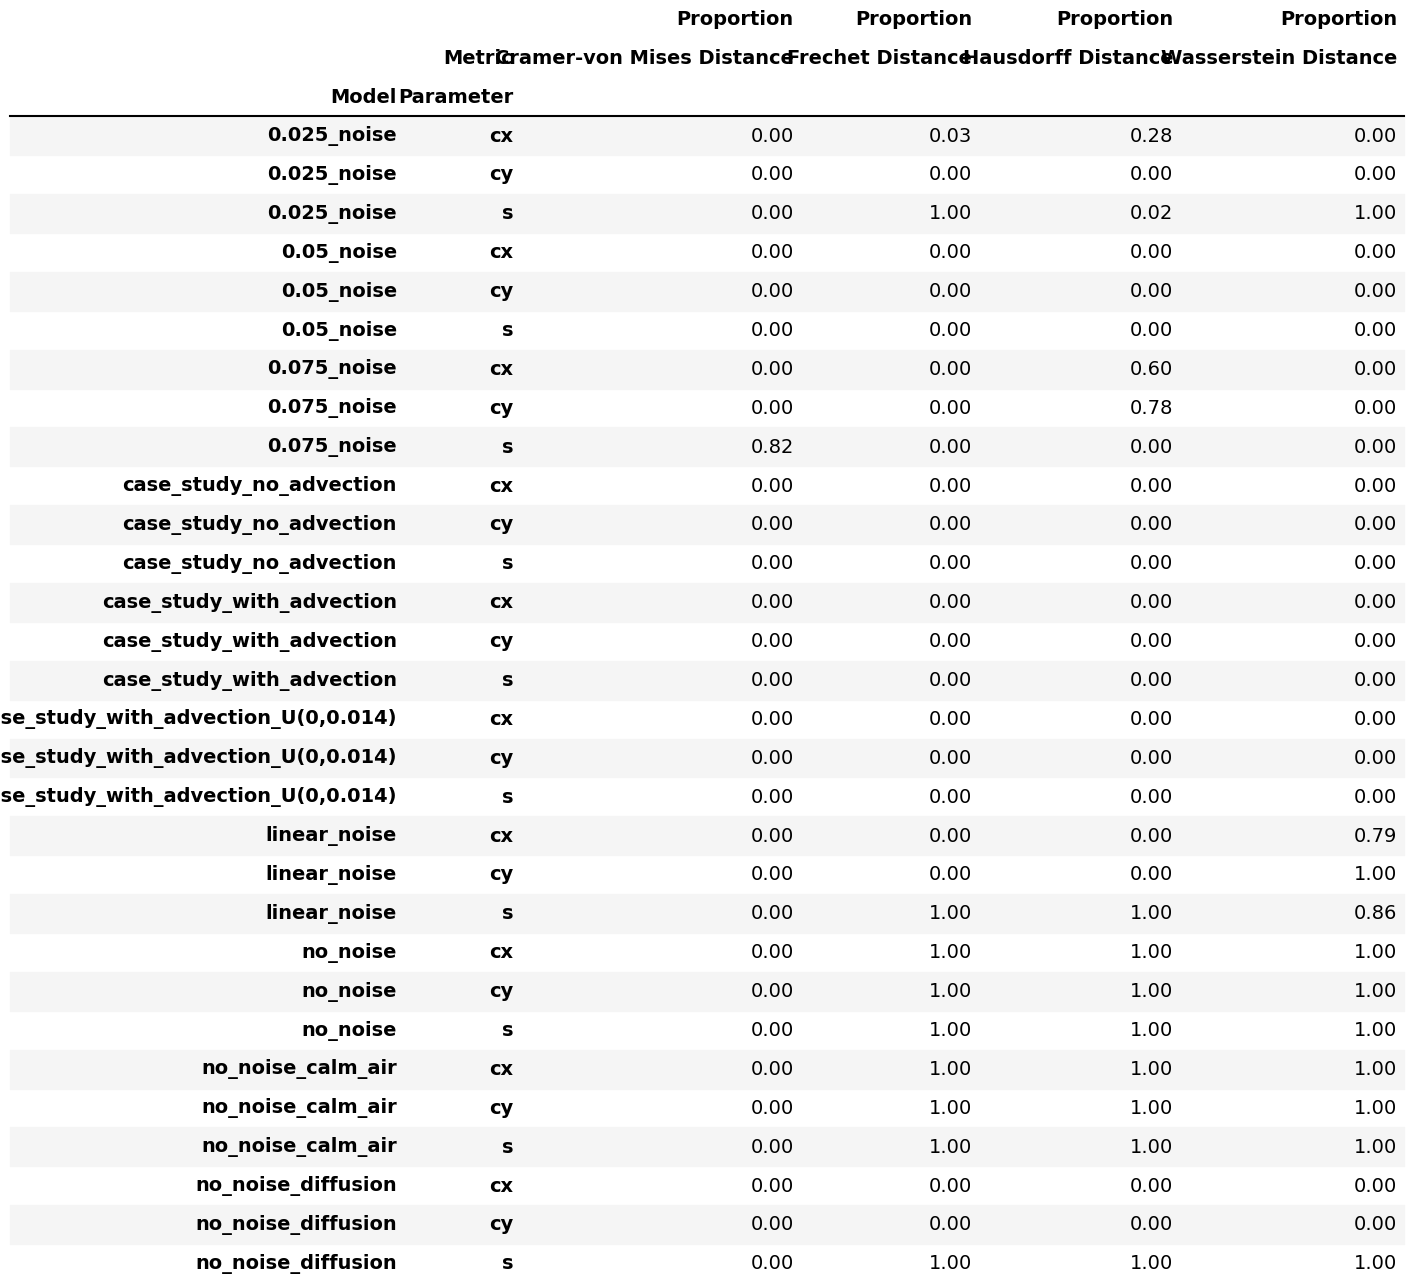 Proportion Proportion Proportion Proportion
Metric Cramer-von Mises Distance Frechet Distance Hausdorff Distance Wasserstein Distance
Model Parameter
0.025_noise cx 0.00 0.03 0.28 0.00
0.025_noise cy 0.00 0.00 0.00 0.00
0.025_noise s 0.00 1.00 0.02 1.00
0.05_noise cx 0.00 0.00 0.00 0.00
0.05_noise cy 0.00 0.00 0.00 0.00
0.05_noise s 0.00 0.00 0.00 0.00
0.075_noise cx 0.00 0.00 0.60 0.00
0.075_noise cy 0.00 0.00 0.78 0.00
0.075_noise s 0.82 0.00 0.00 0.00
case_study_no_advection cx 0.00 0.00 0.00 0.00
case_study_no_advection cy 0.00 0.00 0.00 0.00
case_study_no_advection s 0.00 0.00 0.00 0.00
case_study_with_advection cx 0.00 0.00 0.00 0.00
case_study_with_advection cy 0.00 0.00 0.00 0.00
case_study_with_advection s 0.00 0.00 0.00 0.00
se_study_with_advection_U(0,0.014) cx 0.00 0.00 0.00 0.00
se_study_with_advection_U(0,0.014) cy 0.00 0.00 0.00 0.00
se_study_with_advection_U(0,0.014) s 0.00 0.00 0.00 0.00
linear_noise cx 0.00 0.00 0.00 0.79
linear_noise cy 0.00 0.00 0.00 1.00
linear_noise s 0.00 1.00 1.00 0.86
no_noise cx 0.00 1.00 1.00 1.00
no_noise cy 0.00 1.00 1.00 1.00
no_noise s 0.00 1.00 1.00 1.00
no_noise_calm_air cx 0.00 1.00 1.00 1.00
no_noise_calm_air cy 0.00 1.00 1.00 1.00
no_noise_calm_air s 0.00 1.00 1.00 1.00
no_noise_diffusion cx 0.00 0.00 0.00 0.00
no_noise_diffusion cy 0.00 0.00 0.00 0.00
no_noise_diffusion s 0.00 1.00 1.00 1.00